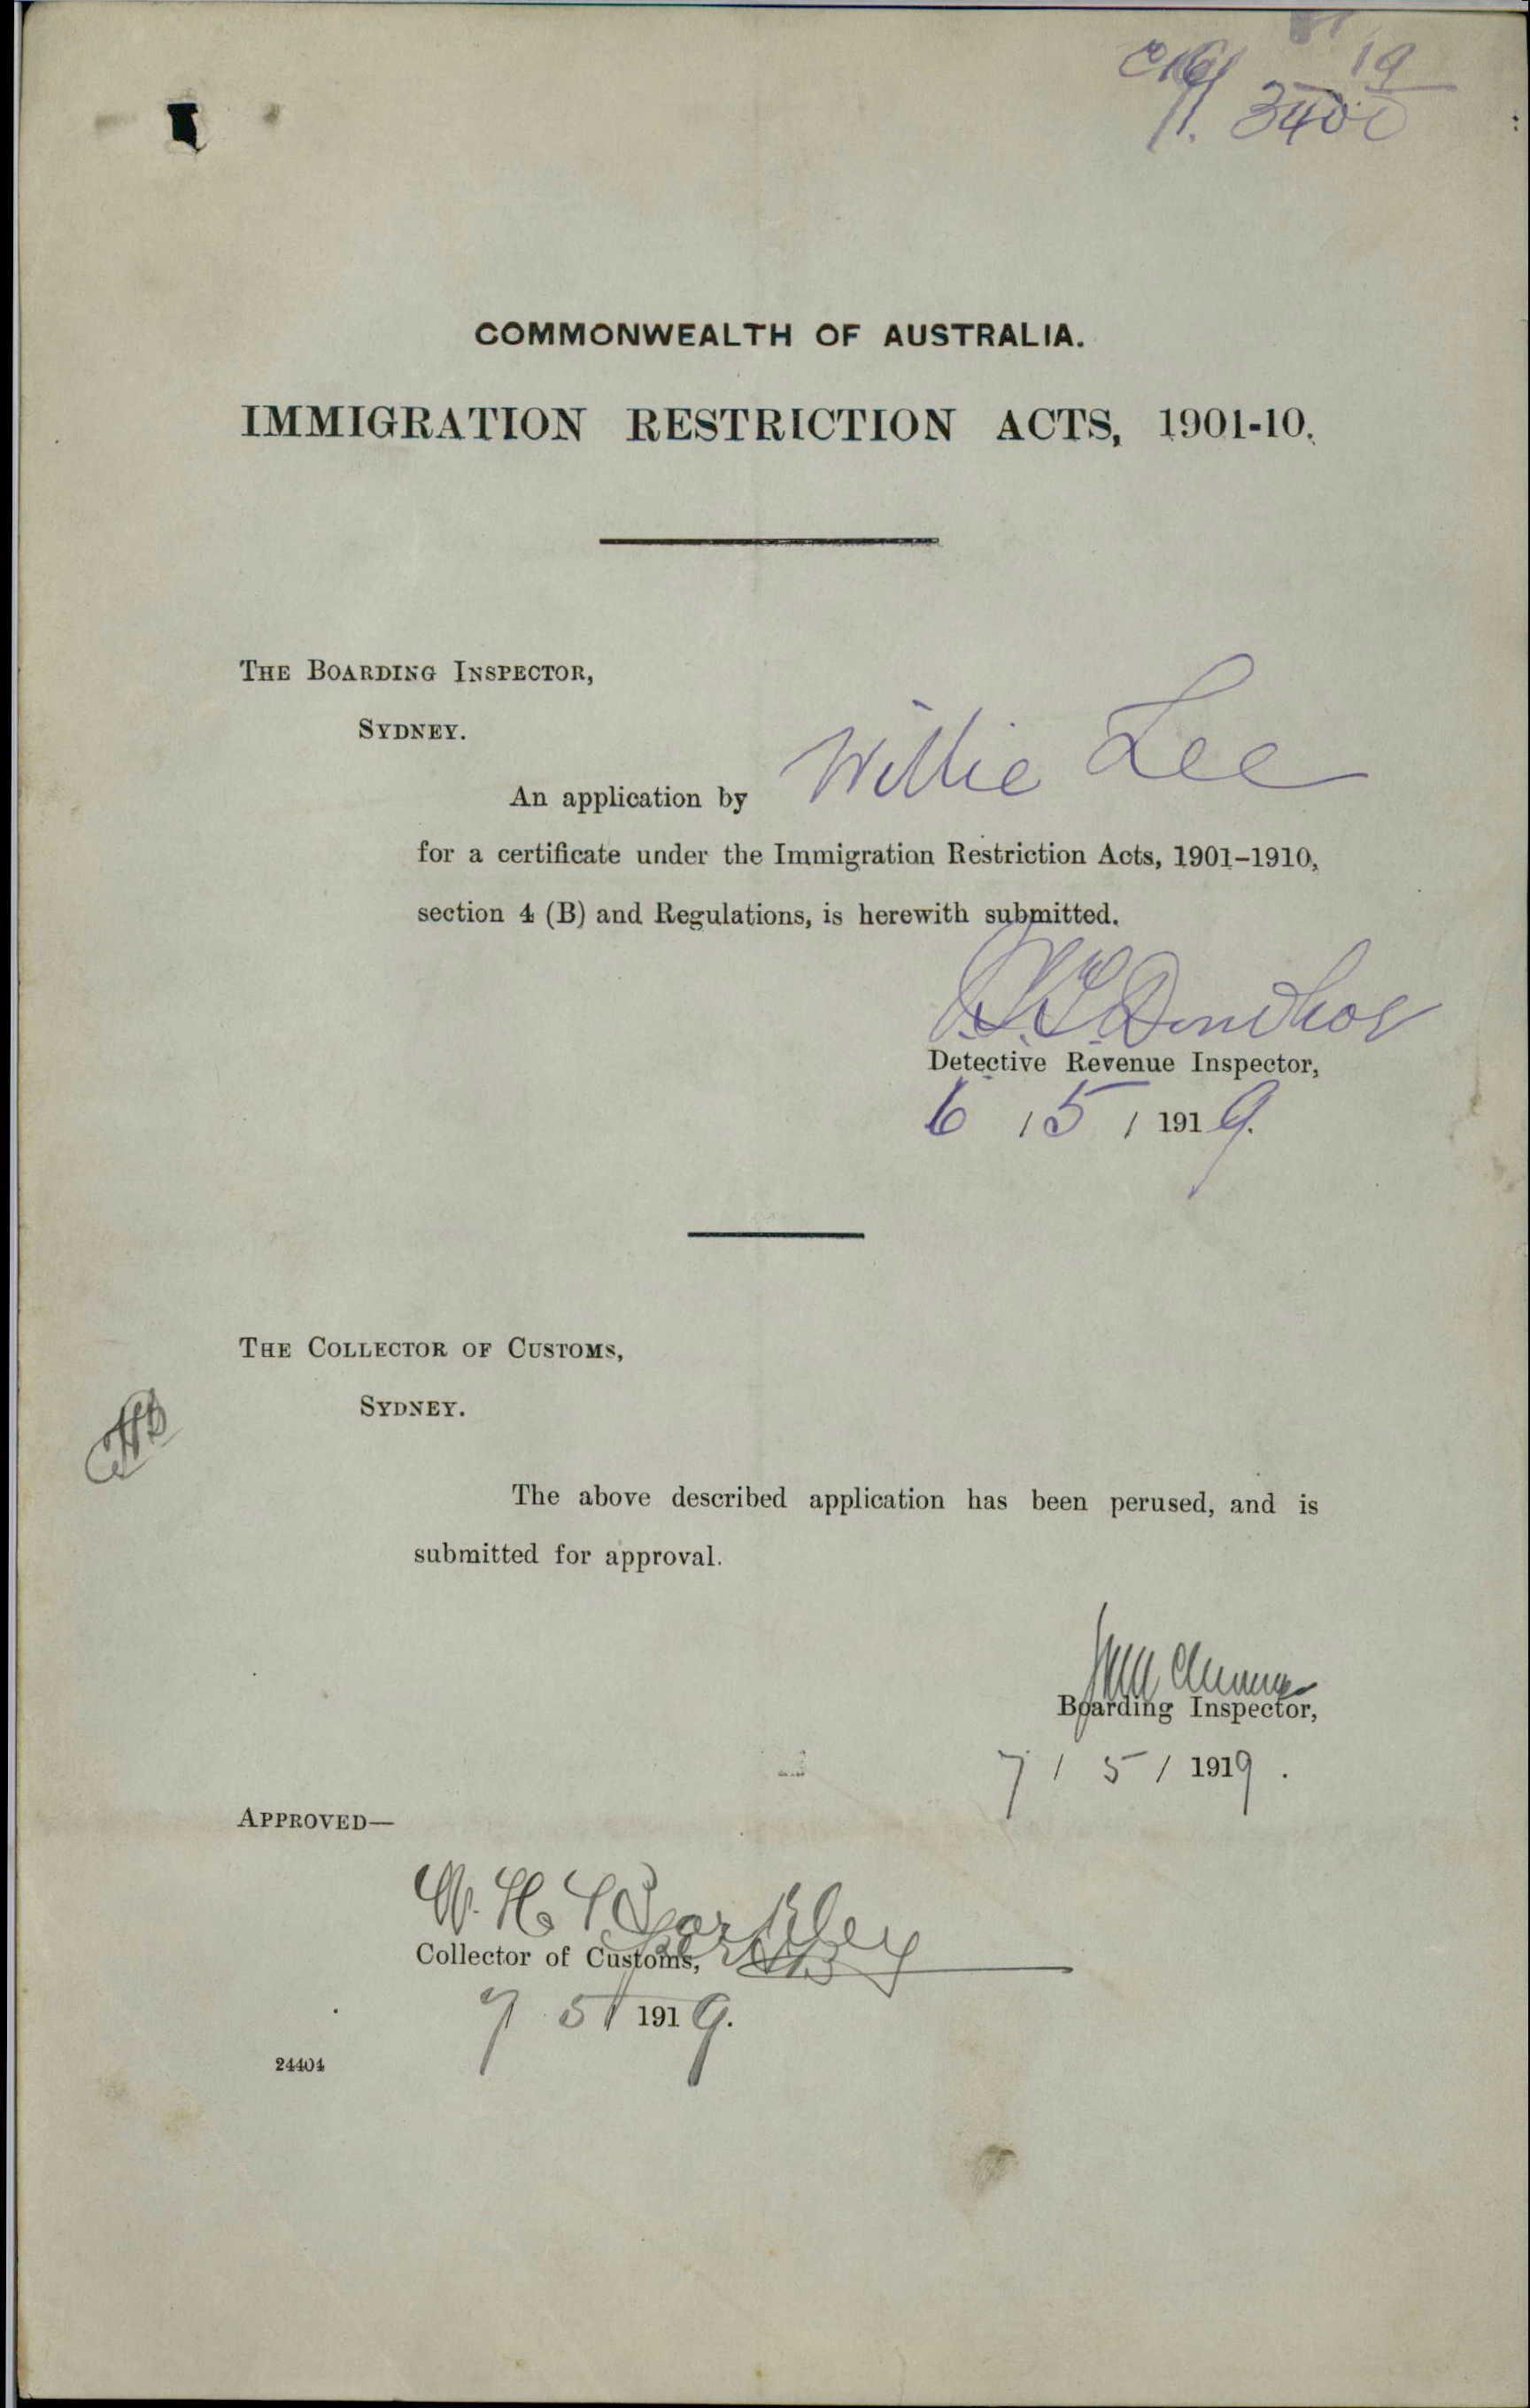 19
3400
COMMONWEALTH OF AUSTRALIA.
IMMIGRATION RESTRICTION ACTS, 1901-10.
THE BOARDING INSPECTOR,
SYDNEY.
An application by Willie Lee
for a certificate under the Immigration Restriction Acts, 1901–1910,
section 4 (B) and Regulations, is herewith submitted.
Detective Revenue Inspector,
6 / 5 / 1919.
THE COLLECTOR OF CUSTOMS,
SYDNEY.
The above described application has been perused, and is
submitted for approval.
Boarding Inspector,
7 / 5 / 1919 .
APPROVED—
W. H. Barkley
Collector of Customs,
7 5 / 1919.
24404